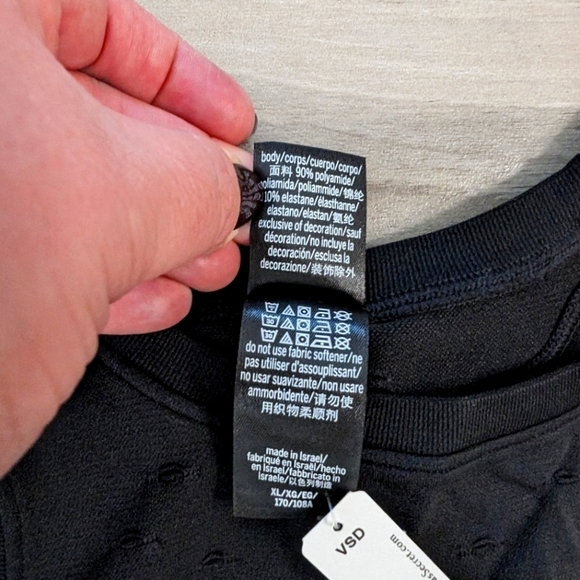 body/corps/cuerpo/corpo/
面料 90% polyamide/
poliamida/poliammide/锦纶
10% elastane/élasthanne/
elastano/elastan/氨纶
exclusive of decoration/sauf
décoration/no incluye la
decoración/esclusa la
decorazione/装饰除外
30
30
do not use fabric softener/ne
pas utiliser d'assouplissant/
no usar suavizante/non usare
ammorbidente/请勿使
用织物柔顺剂
made in Israel/
fabriqué en Israël/hecho
en Israel/fabbricato in
Israele/以色列制造
XL/XG/EG/
170/108A
VSD
Secret.com